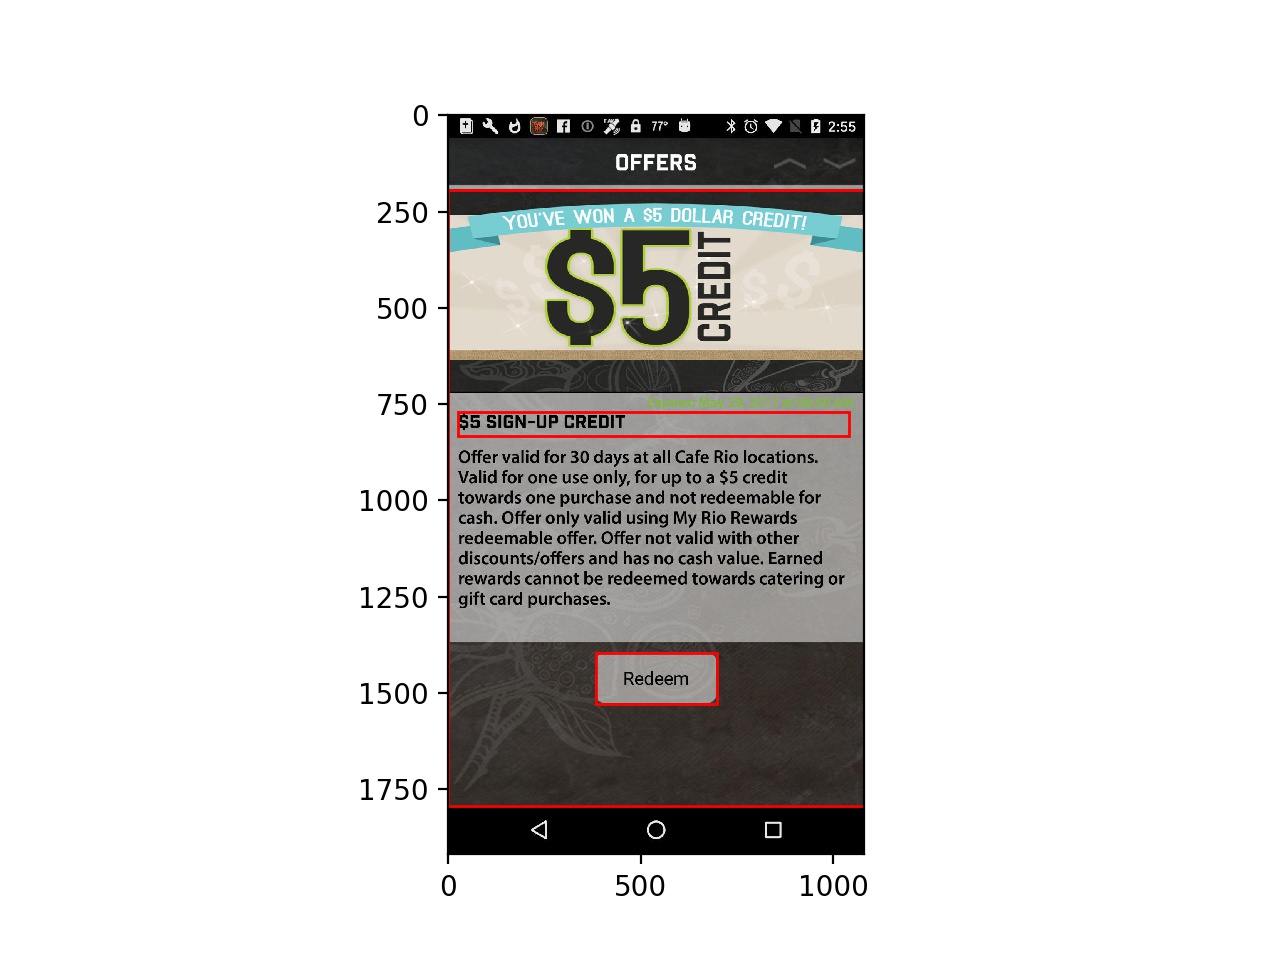 0
77° 2:55
OFFERS
250
YOU'VE WON A $5 DOLLAR CREDIT!
$5 CREDIT
500
750
$5 SIGN-UP CREDIT
Offer valid for 30 days at all Cafe Rio locations.
Valid for one use only, for up to a $5 credit
1000
towards one purchase and not redeemable for
cash. Offer only valid using My Rio Rewards
redeemable offer. Offer not valid with other
discounts/offers and has no cash value. Earned
rewards cannot be redeemed towards catering or
1250
gift card purchases.
Redeem
1500
1750
0 500 1000